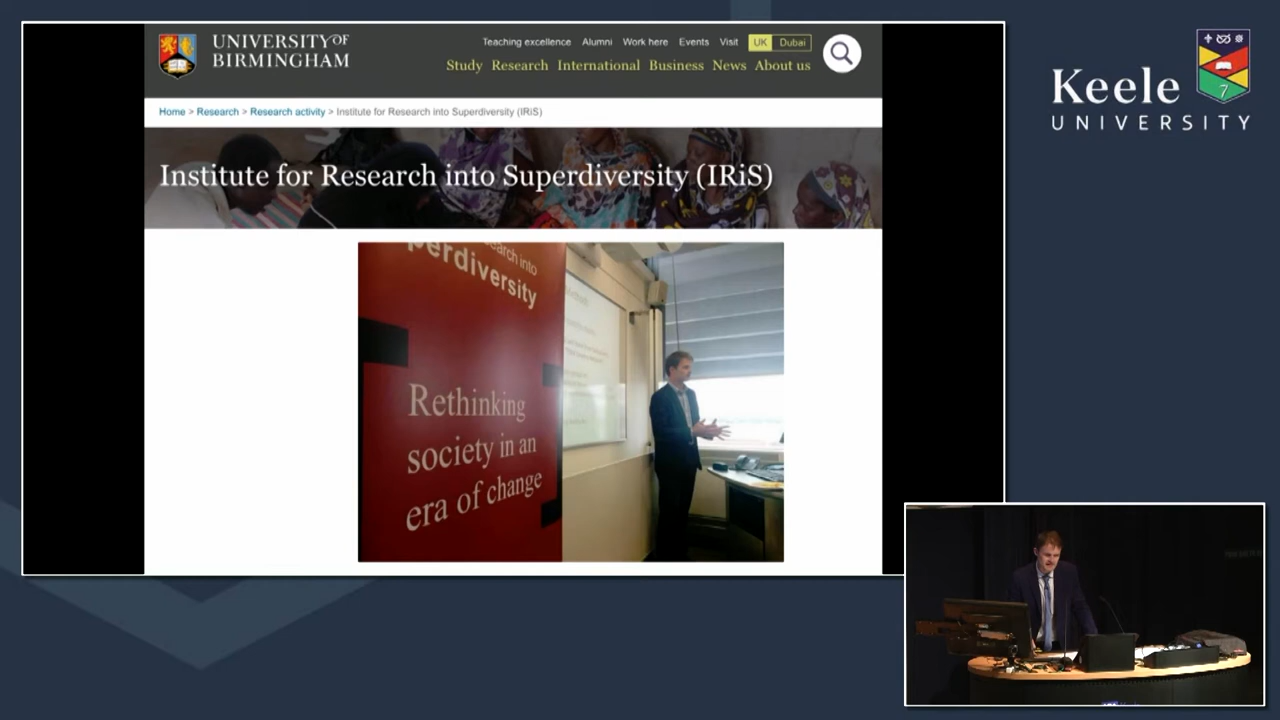 UNIVERSITY OF
BIRMINGHAM
Teaching excellence Alumni Work here Events Visit UK Dubai
Study Research International Business News About us
Home > Research > Research activity > Institute for Research into Superdiversity (IRiS)
Institute for Research into Superdiversity (IRiS)
search into
perdiversity
Rethinking
society in an
era of change
Keele
UNIVERSITY